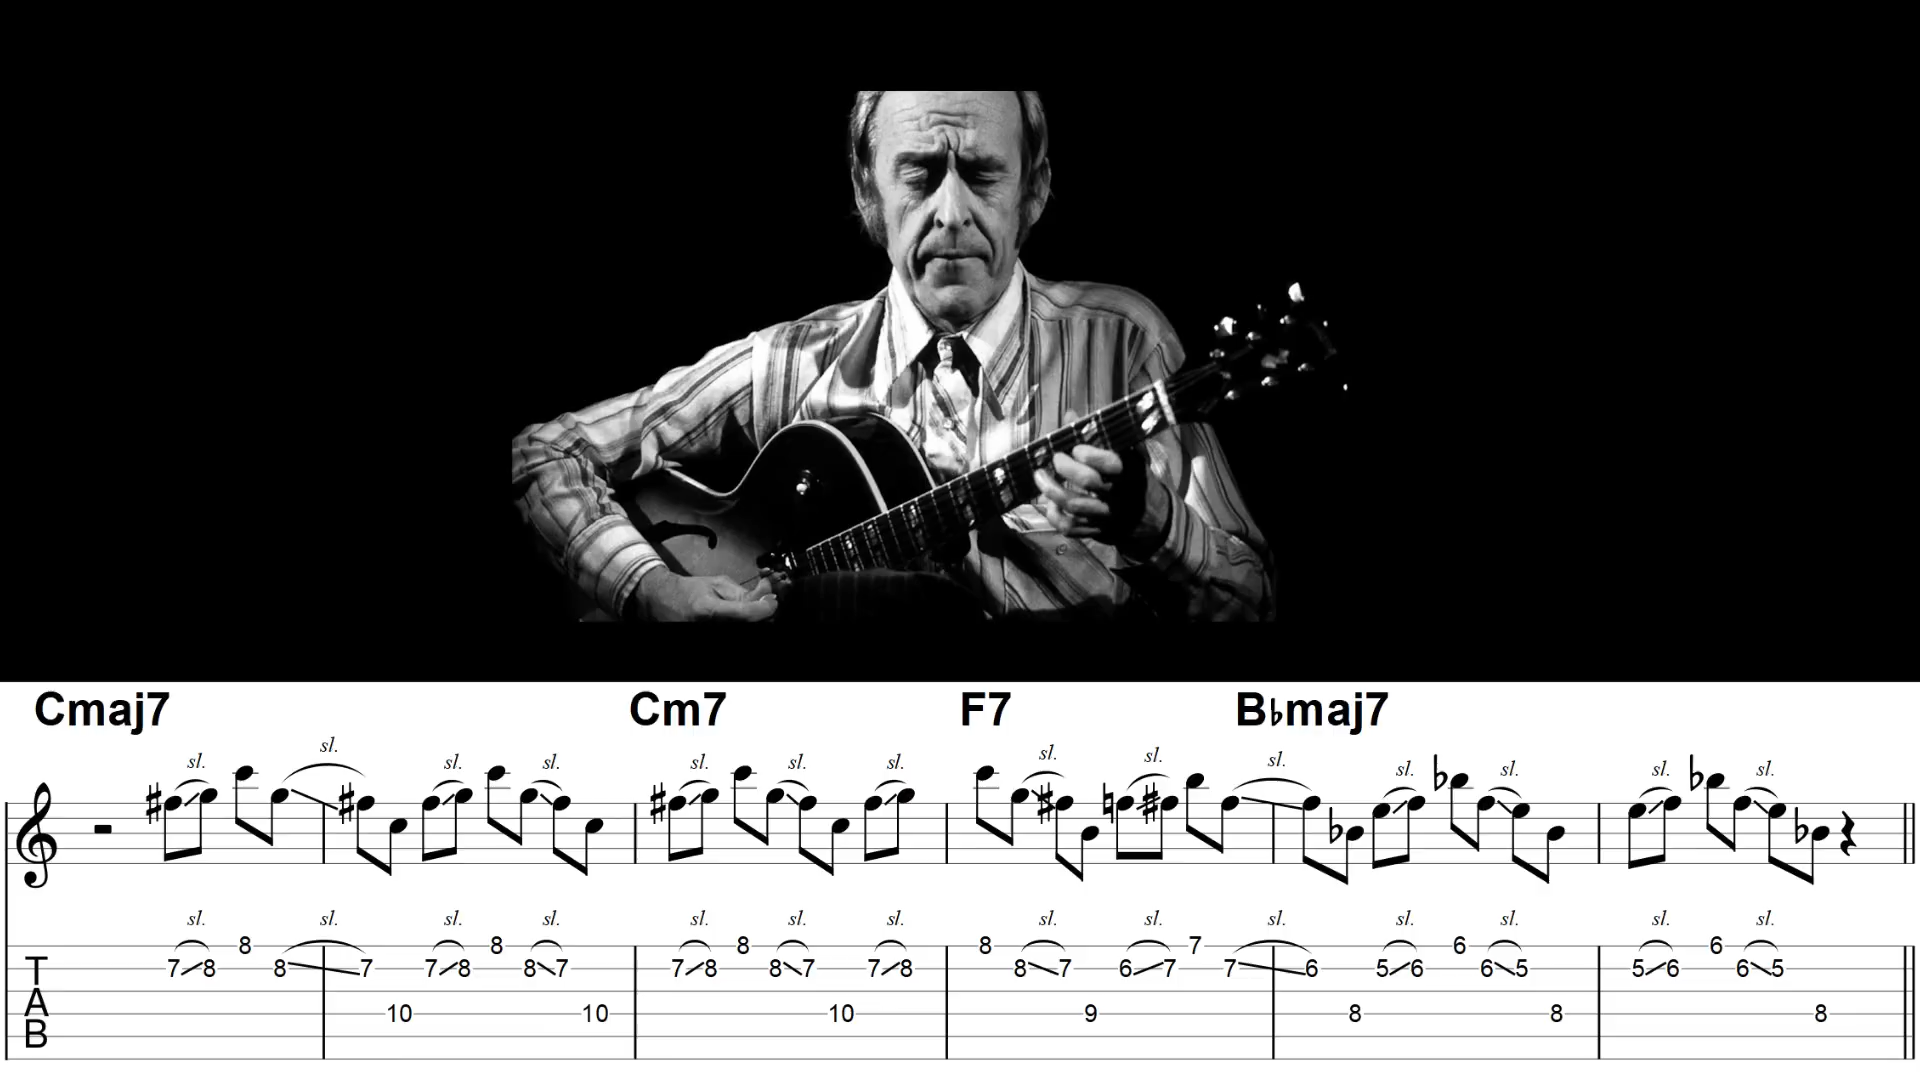 Cmaj7 Cm7 F7 B♭maj7
sl. sl. sl. sl. sl. sl. sl. sl. sl. sl. sl. sl. sl. sl.
sl. sl. sl. sl. sl. sl. sl. sl. sl. sl. sl. sl. sl. sl.
8 8 8 8 7 6 6
T 7 8 8 7 7 8 8 7 7 8 8 7 7 8 8 7 6 7 7 6 5 6 6 5 5 6 6 5
A 10 10 10 9 8 8 8
B